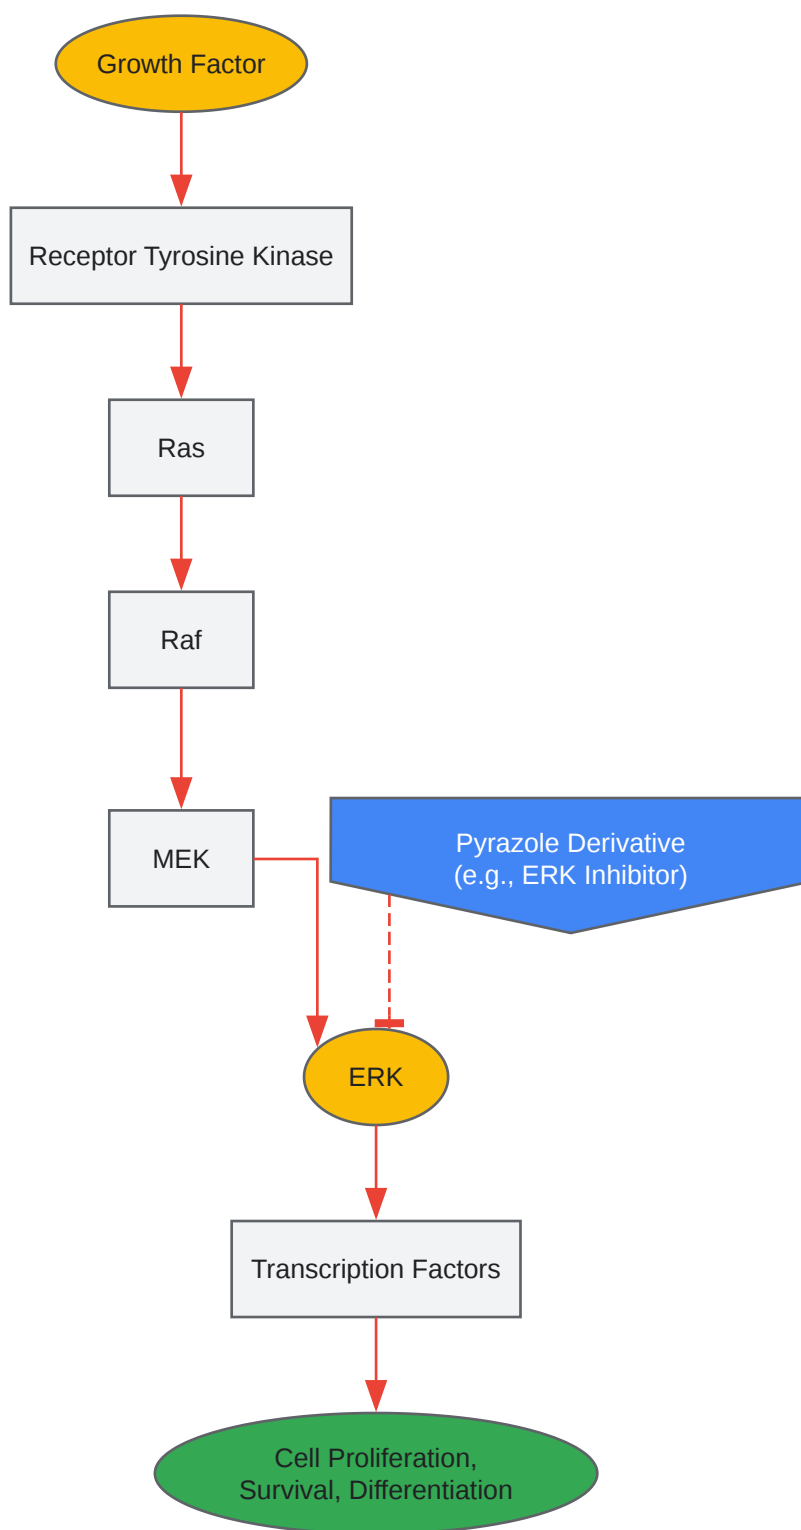 Growth Factor
Receptor Tyrosine Kinase
Ras
Raf
MEK
Pyrazole Derivative
(e.g., ERK Inhibitor)
ERK
Transcription Factors
Cell Proliferation,
Survival, Differentiation